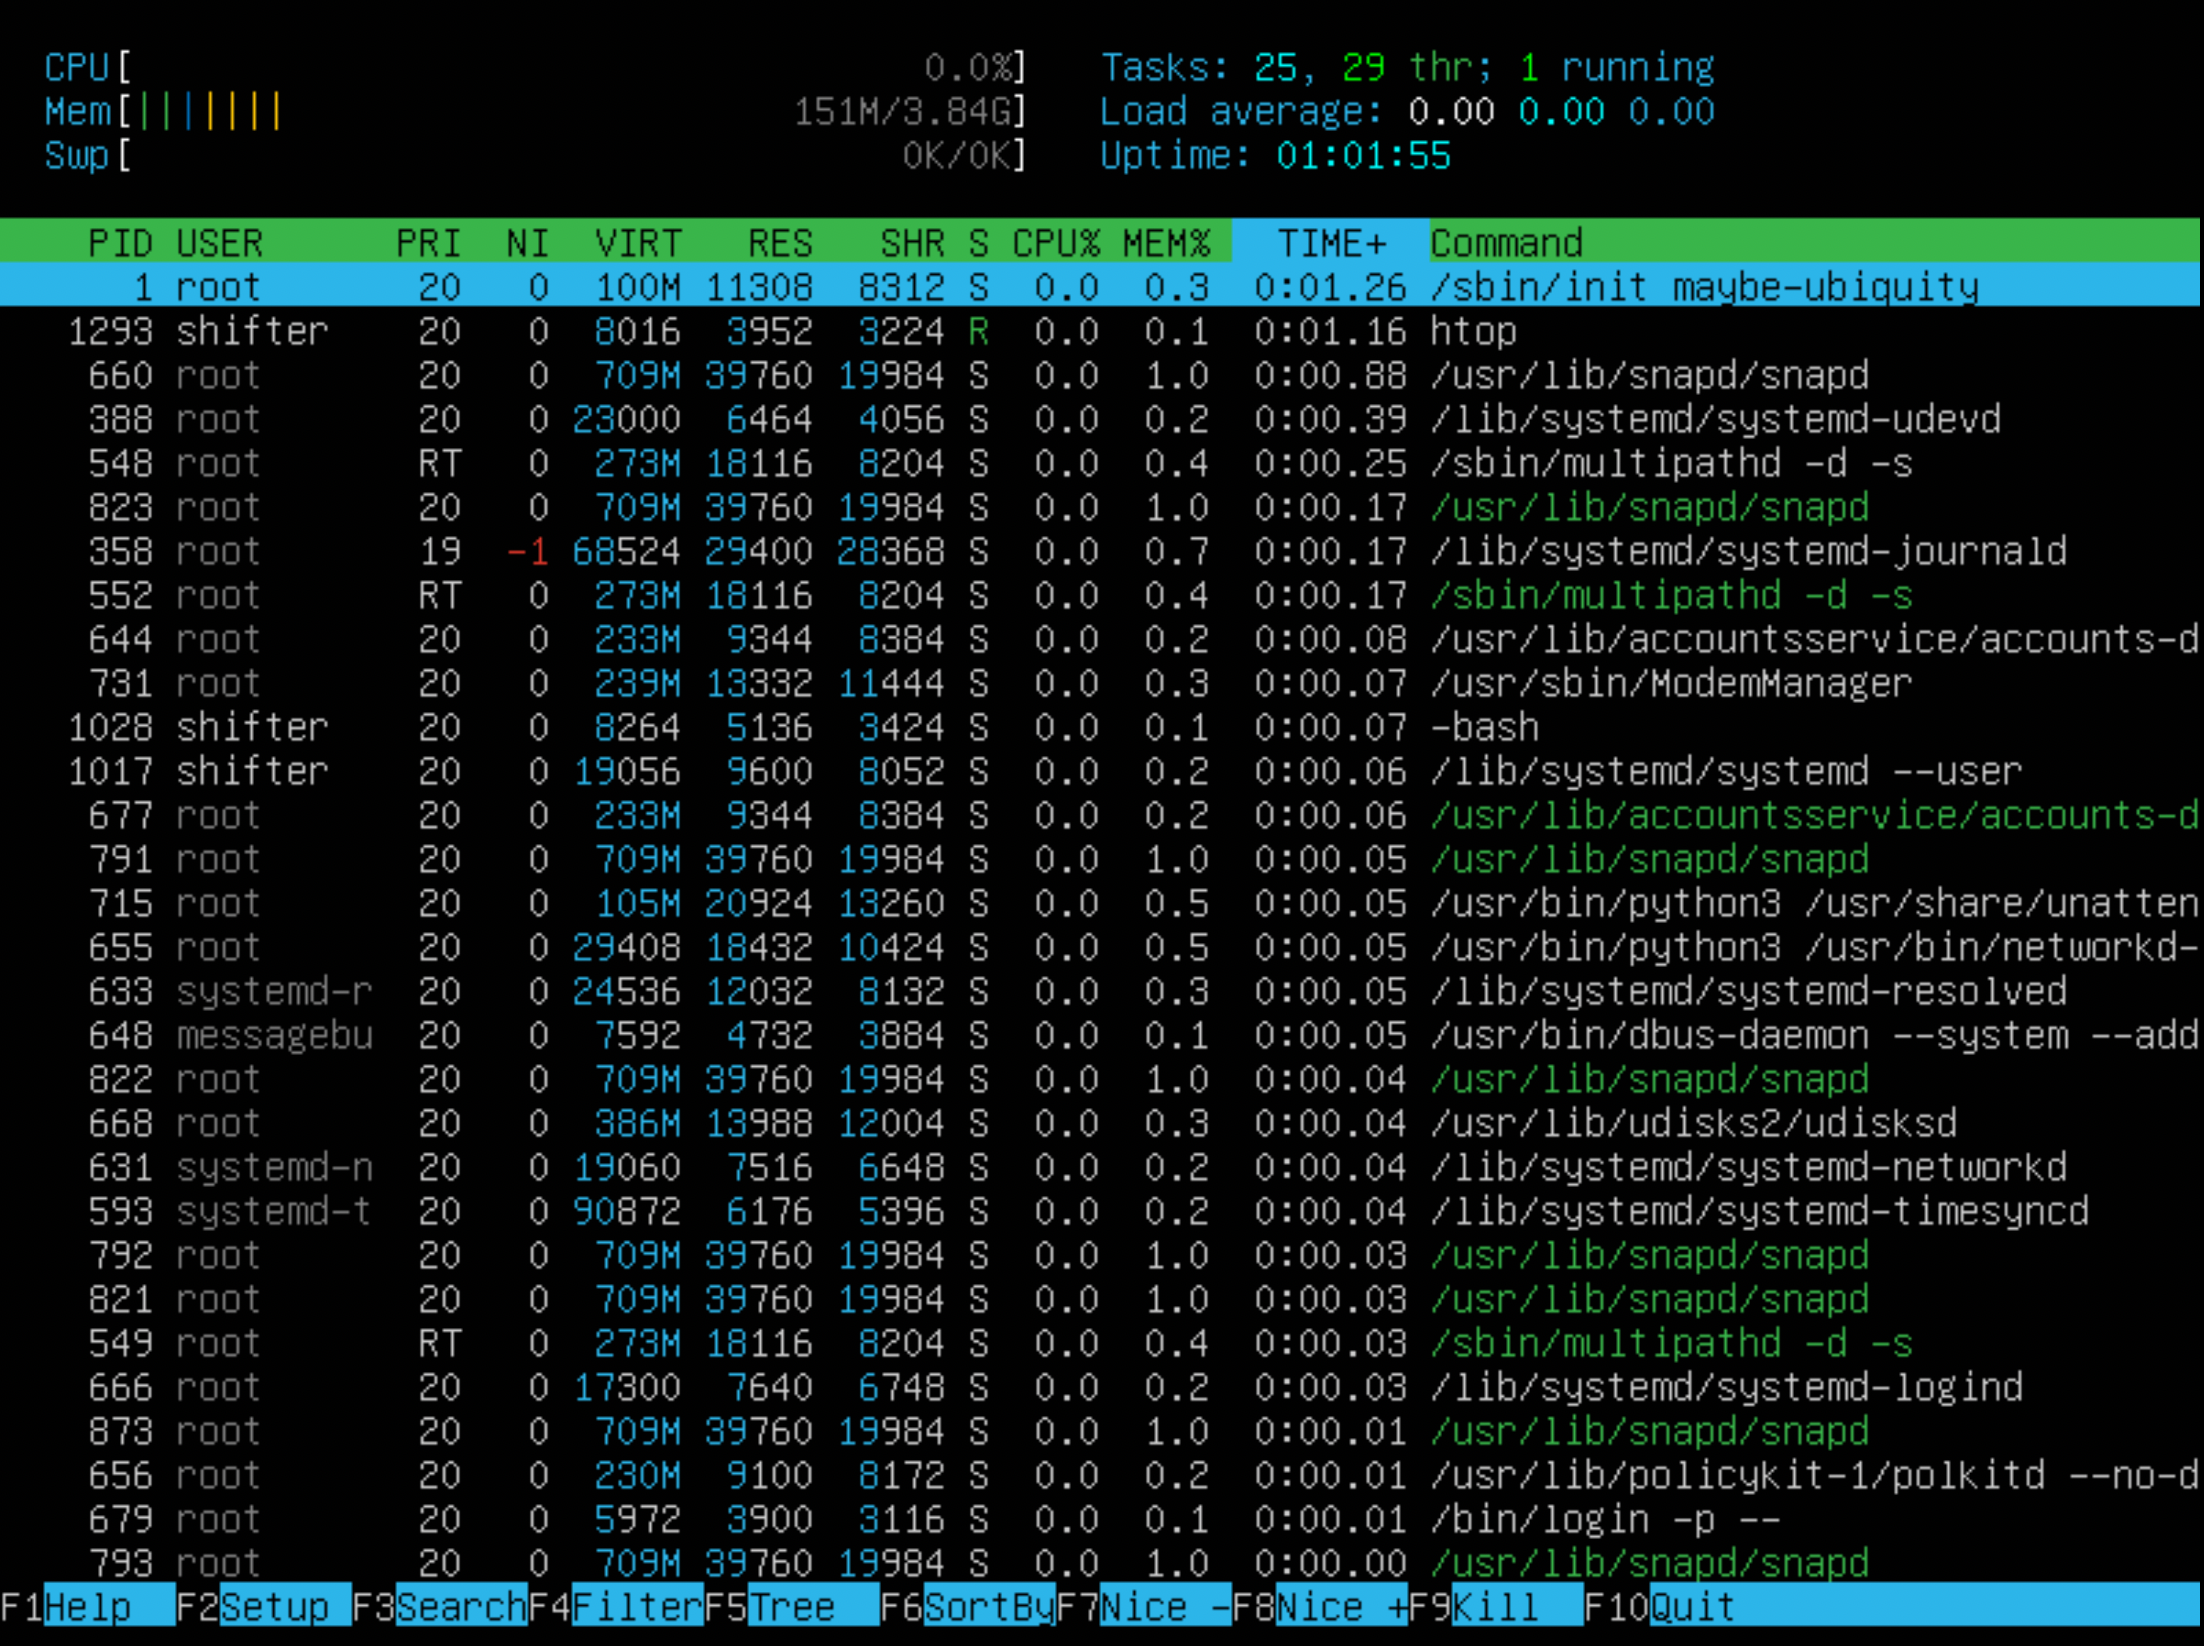 CPU[ 0.0%] Tasks: 25, 29 thr; 1 running
Mem[||||||| 151M/3.84G] Load average: 0.00 0.00 0.00
Swp[ 0K/0K] Uptime: 01:01:55
PID USER PRI NI VIRT RES SHR S CPU% MEM% TIME+ Command
1 root 20 0 100M 11308 8312 S 0.0 0.3 0:01.26 /sbin/init maybe-ubiquity
1293 shifter 20 0 8016 3952 3224 R 0.0 0.1 0:01.16 htop
660 root 20 0 709M 39760 19984 S 0.0 1.0 0:00.88 /usr/lib/snapd/snapd
388 root 20 0 23000 6464 4056 S 0.0 0.2 0:00.39 /lib/systemd/systemd-udevd
548 root RT 0 273M 18116 8204 S 0.0 0.4 0:00.25 /sbin/multipathd -d -s
823 root 20 0 709M 39760 19984 S 0.0 1.0 0:00.17 /usr/lib/snapd/snapd
358 root 19 -1 68524 29400 28368 S 0.0 0.7 0:00.17 /lib/systemd/systemd-journald
552 root RT 0 273M 18116 8204 S 0.0 0.4 0:00.17 /sbin/multipathd -d -s
644 root 20 0 233M 9344 8384 S 0.0 0.2 0:00.08 /usr/lib/accountsservice/accounts-d
731 root 20 0 239M 13332 11444 S 0.0 0.3 0:00.07 /usr/sbin/ModemManager
1028 shifter 20 0 8264 5136 3424 S 0.0 0.1 0:00.07 -bash
1017 shifter 20 0 19056 9600 8052 S 0.0 0.2 0:00.06 /lib/systemd/systemd --user
677 root 20 0 233M 9344 8384 S 0.0 0.2 0:00.06 /usr/lib/accountsservice/accounts-d
791 root 20 0 709M 39760 19984 S 0.0 1.0 0:00.05 /usr/lib/snapd/snapd
715 root 20 0 105M 20924 13260 S 0.0 0.5 0:00.05 /usr/bin/python3 /usr/share/unatten
655 root 20 0 29408 18432 10424 S 0.0 0.5 0:00.05 /usr/bin/python3 /usr/bin/networkd-
633 systemd-r 20 0 24536 12032 8132 S 0.0 0.3 0:00.05 /lib/systemd/systemd-resolved
648 messagebu 20 0 7592 4732 3884 S 0.0 0.1 0:00.05 /usr/bin/dbus-daemon --system --add
822 root 20 0 709M 39760 19984 S 0.0 1.0 0:00.04 /usr/lib/snapd/snapd
668 root 20 0 386M 13988 12004 S 0.0 0.3 0:00.04 /usr/lib/udisks2/udisksd
631 systemd-n 20 0 19060 7516 6648 S 0.0 0.2 0:00.04 /lib/systemd/systemd-networkd
593 systemd-t 20 0 90872 6176 5396 S 0.0 0.2 0:00.04 /lib/systemd/systemd-timesyncd
792 root 20 0 709M 39760 19984 S 0.0 1.0 0:00.03 /usr/lib/snapd/snapd
821 root 20 0 709M 39760 19984 S 0.0 1.0 0:00.03 /usr/lib/snapd/snapd
549 root RT 0 273M 18116 8204 S 0.0 0.4 0:00.03 /sbin/multipathd -d -s
666 root 20 0 17300 7640 6748 S 0.0 0.2 0:00.03 /lib/systemd/systemd-logind
873 root 20 0 709M 39760 19984 S 0.0 1.0 0:00.01 /usr/lib/snapd/snapd
656 root 20 0 230M 9100 8172 S 0.0 0.2 0:00.01 /usr/lib/policykit-1/polkitd --no-d
679 root 20 0 5972 3900 3116 S 0.0 0.1 0:00.01 /bin/login -p --
793 root 20 0 709M 39760 19984 S 0.0 1.0 0:00.00 /usr/lib/snapd/snapd
F1Help F2Setup F3SearchF4FilterF5Tree F6SortByF7Nice -F8Nice +F9Kill F10Quit